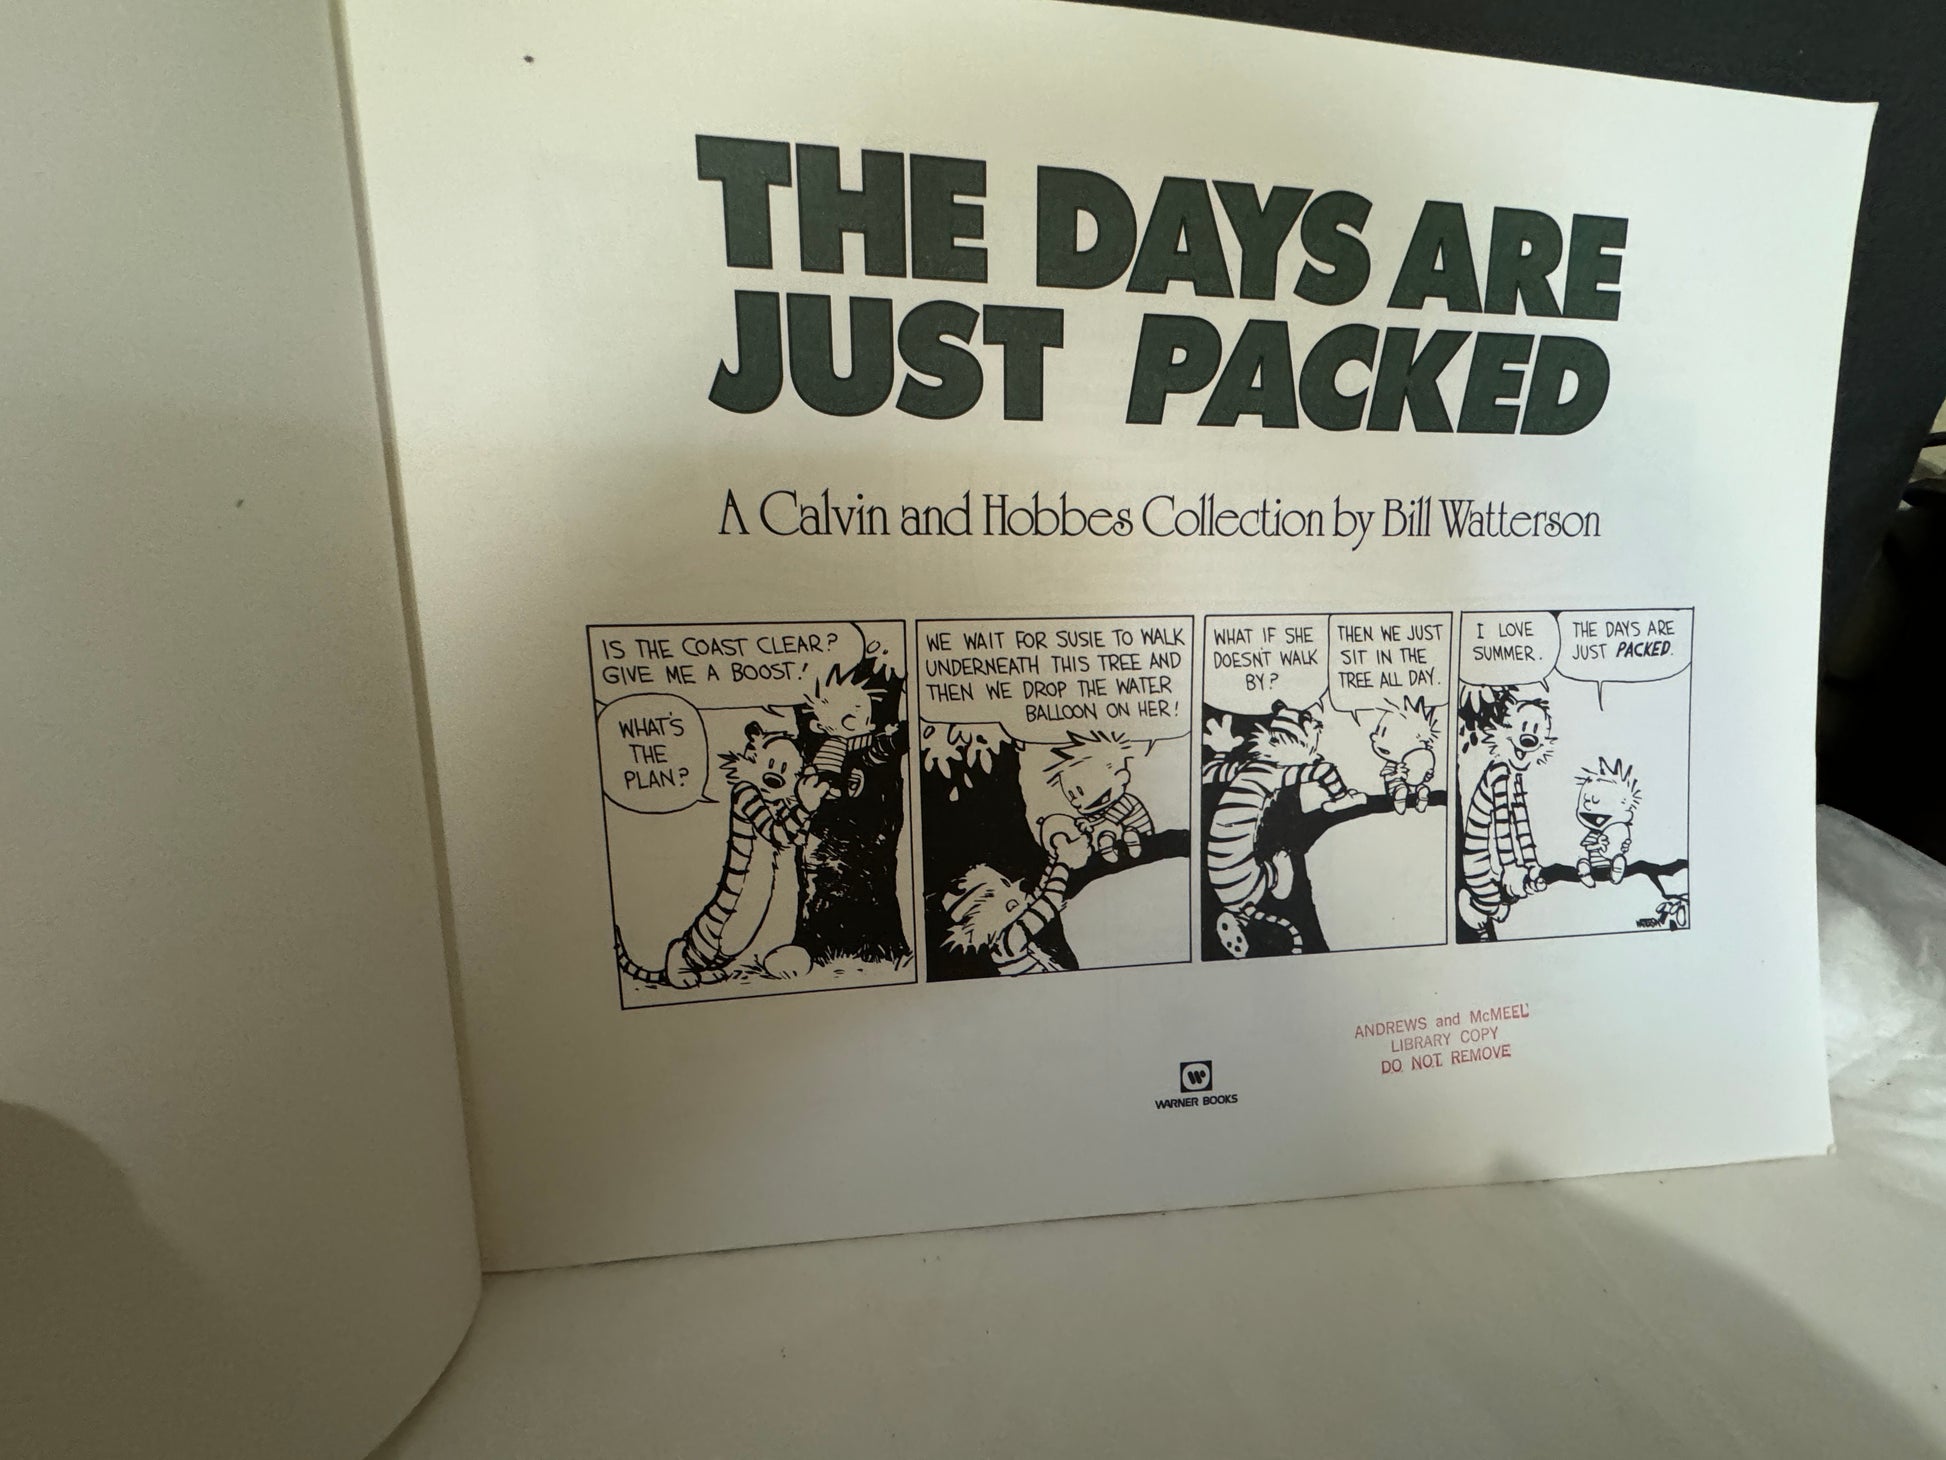 THE DAYS ARE
JUST PACKED
A Calvin and Hobbes Collection by Bill Watterson
IS THE COAST CLEAR?
GIVE ME A BOOST!
WHAT'S
THE
PLAN?
WE WAIT FOR SUSIE TO WALK
UNDERNEATH THIS TREE AND
THEN WE DROP THE WATER
BALLOON ON HER!
WHAT IF SHE
DOESN'T WALK
BY?
THEN WE JUST
SIT IN THE
TREE ALL DAY.
I LOVE
SUMMER.
THE DAYS ARE
JUST PACKED.
ANDREWS and McMEEL
LIBRARY COPY
DO NOT REMOVE
WARNER BOOKS